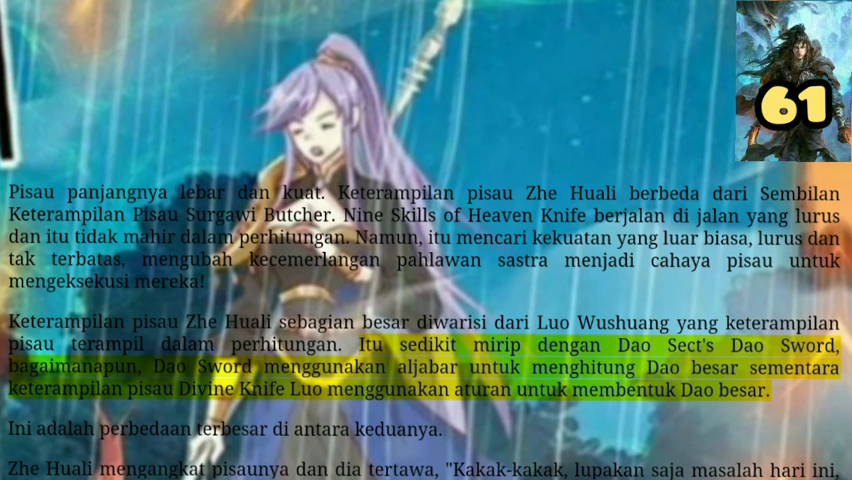 61
Pisau panjangnya lebar dan kuat. Keterampilan pisau Zhe Huali berbeda dari Sembilan
Keterampilan Pisau Surgawi Butcher. Nine Skills of Heaven Knife berjalan di jalan yang lurus
dan itu tidak mahir dalam perhitungan. Namun, itu mencari kekuatan yang luar biasa, lurus dan
tak terbatas, mengubah kecemerlangan pahlawan sastra menjadi cahaya pisau untuk
mengeksekusi mereka!
Keterampilan pisau Zhe Huali sebagian besar diwarisi dari Luo Wushuang yang keterampilan
pisau terampil dalam perhitungan. Itu sedikit mirip dengan Dao Sect's Dao Sword,
bagaimanapun, Dao Sword menggunakan aljabar untuk menghitung Dao besar sementara
keterampilan pisau Divine Knife Luo menggunakan aturan untuk membentuk Dao besar.
Ini adalah perbedaan terbesar di antara keduanya.
Zhe Huali mengangkat pisaunya dan dia tertawa, "Kakak-kakak, lupakan saja masalah hari ini,